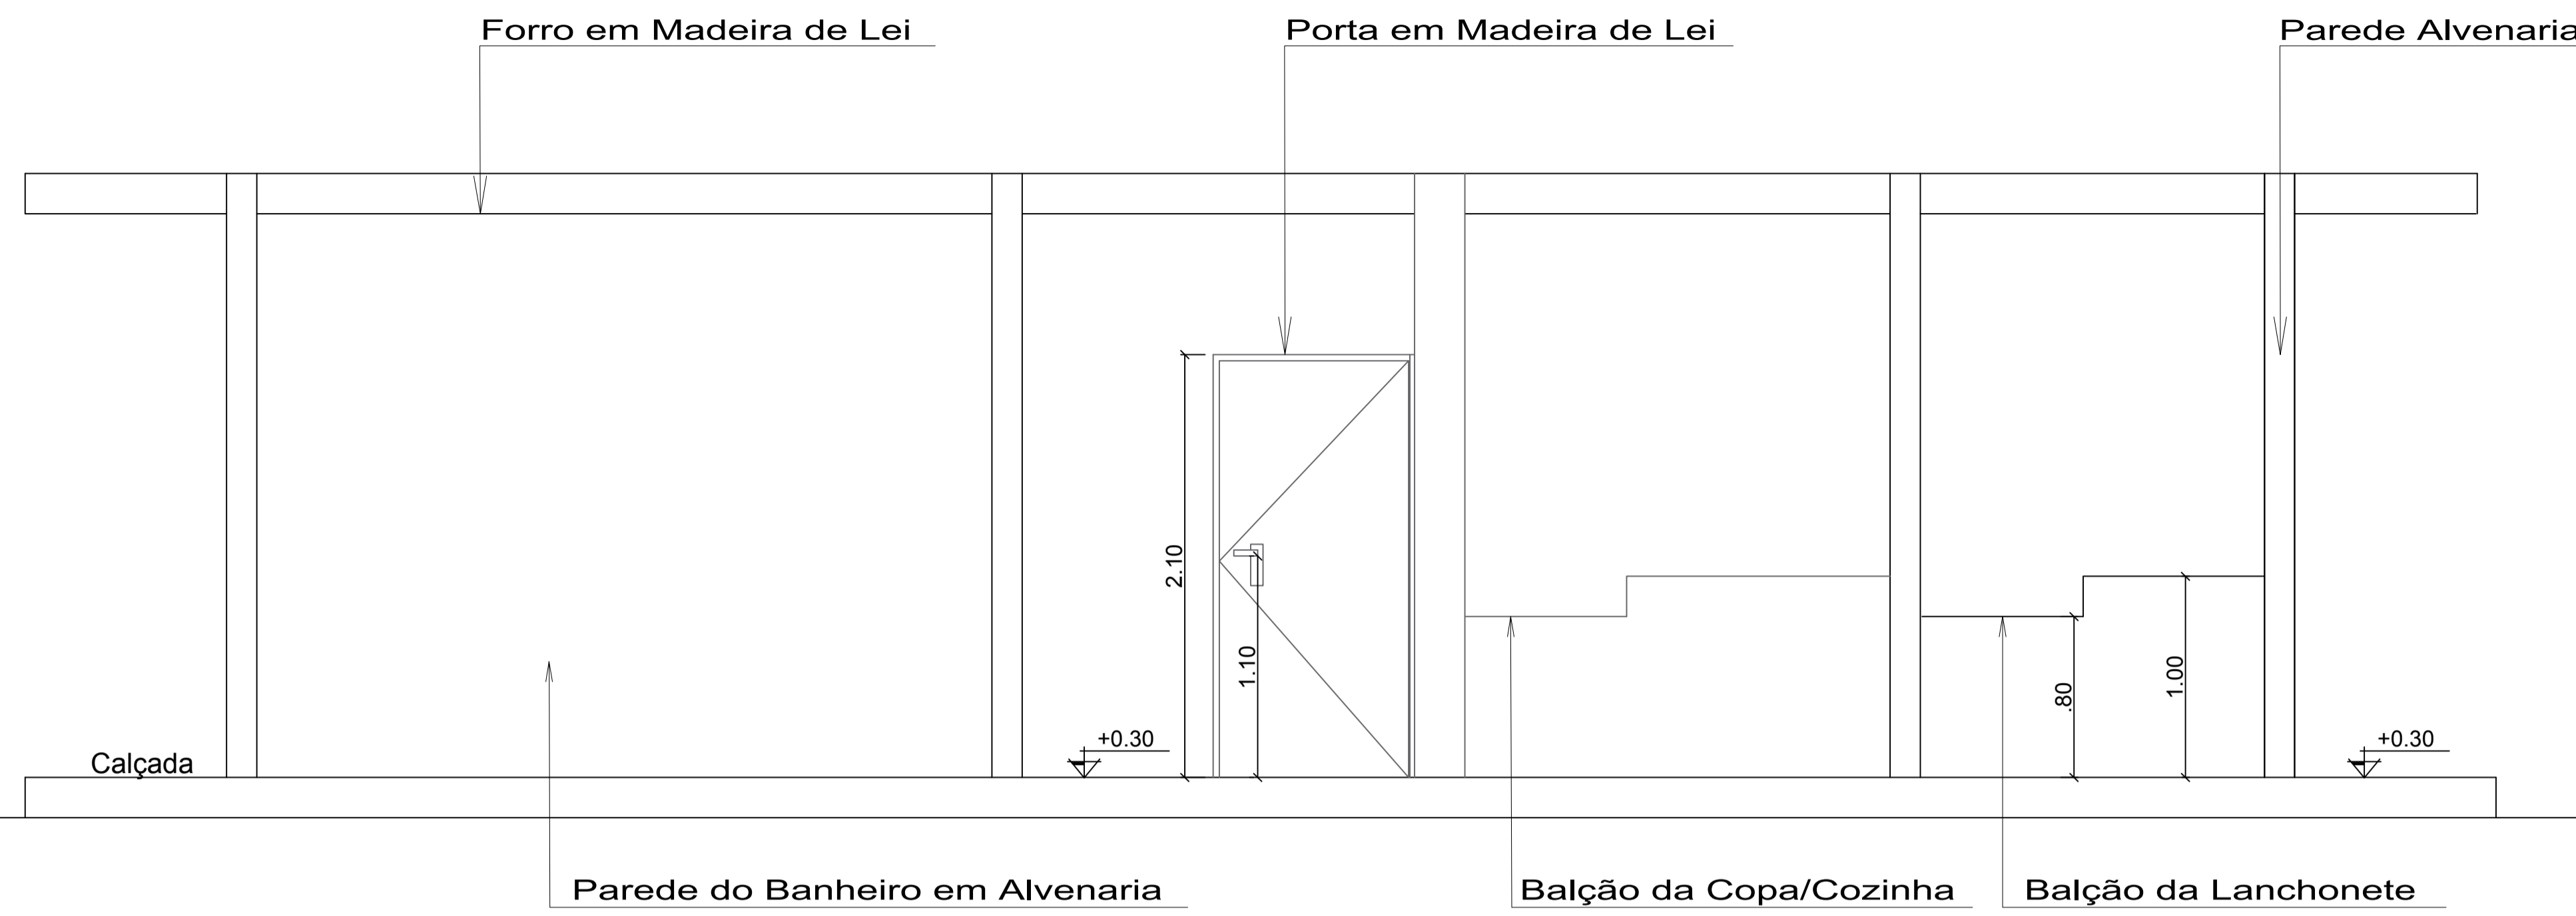 Forro em Madeira de Lei
Porta em Madeira de Lei
Parede Alvenaria
2.10
1.10
.80
1.00
+0.30
+0.30
Calçada
Parede do Banheiro em Alvenaria
Balção da Copa/Cozinha
Balção da Lanchonete